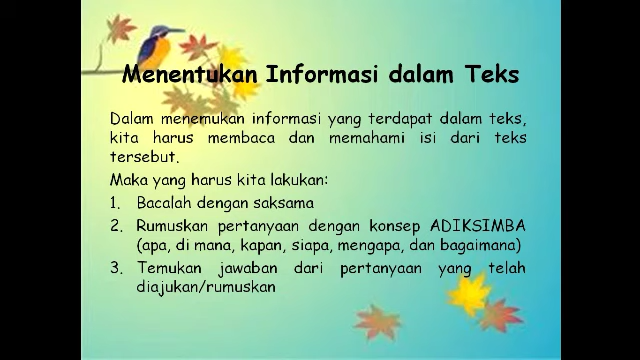 Menentukan Informasi dalam Teks
Dalam menemukan informasi yang terdapat dalam teks,
kita harus membaca dan memahami isi dari teks
tersebut.
Maka yang harus kita lakukan:
1. Bacalah dengan saksama
2. Rumuskan pertanyaan dengan konsep ADIKSIMBA
(apa, di mana, kapan, siapa, mengapa, dan bagaimana)
3. Temukan jawaban dari pertanyaan yang telah
diajukan/rumuskan